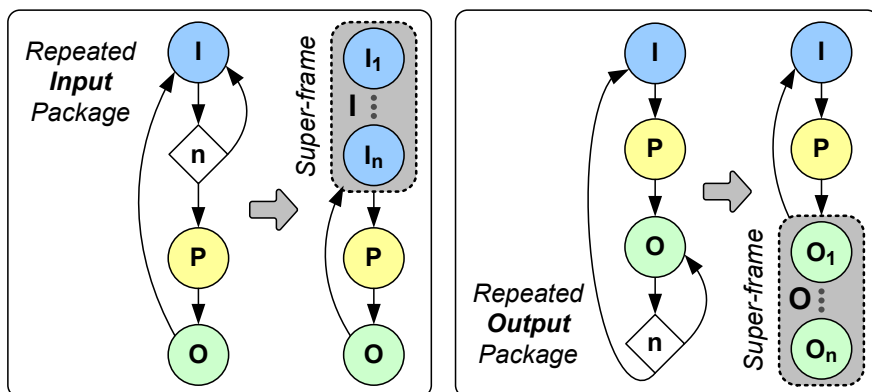 Repeated
Input
Package
I
n
P
O
Super-frame
I1
I
In
P
O
Repeated
Output
Package
I
P
O
n
I
P
Super-frame
O1
O
On